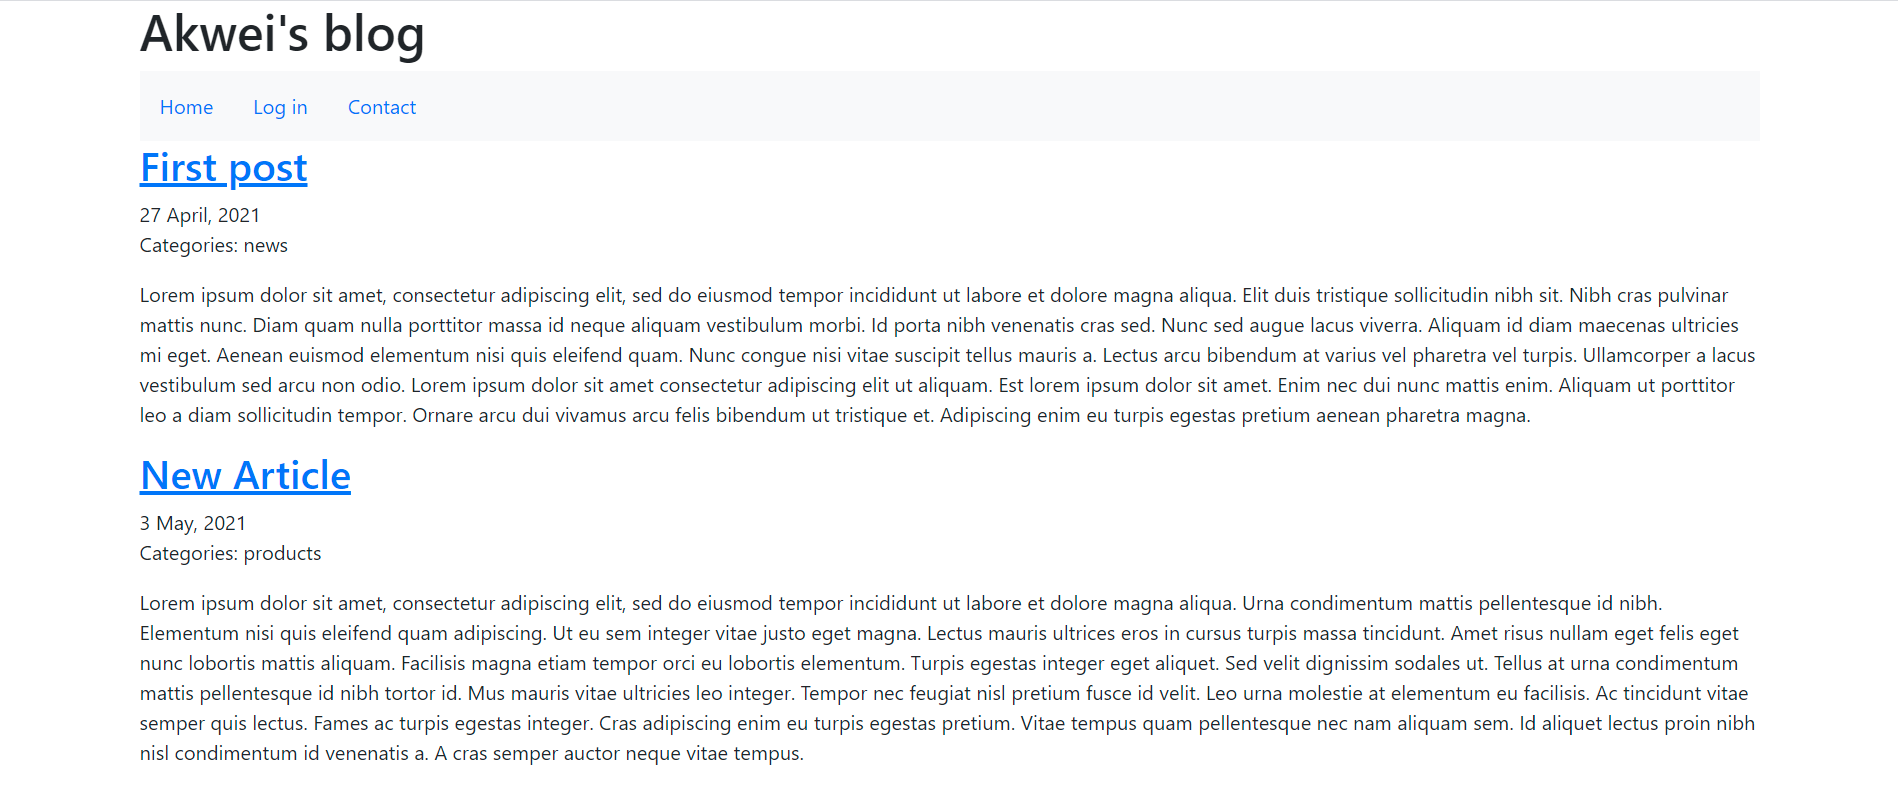 Akwei's blog
Home Log in Contact
First post
27 April, 2021
Categories: news
Lorem ipsum dolor sit amet, consectetur adipiscing elit, sed do eiusmod tempor incididunt ut labore et dolore magna aliqua. Elit duis tristique sollicitudin nibh sit. Nibh cras pulvinar
mattis nunc. Diam quam nulla porttitor massa id neque aliquam vestibulum morbi. Id porta nibh venenatis cras sed. Nunc sed augue lacus viverra. Aliquam id diam maecenas ultricies
mi eget. Aenean euismod elementum nisi quis eleifend quam. Nunc congue nisi vitae suscipit tellus mauris a. Lectus arcu bibendum at varius vel pharetra vel turpis. Ullamcorper a lacus
vestibulum sed arcu non odio. Lorem ipsum dolor sit amet consectetur adipiscing elit ut aliquam. Est lorem ipsum dolor sit amet. Enim nec dui nunc mattis enim. Aliquam ut porttitor
leo a diam sollicitudin tempor. Ornare arcu dui vivamus arcu felis bibendum ut tristique et. Adipiscing enim eu turpis egestas pretium aenean pharetra magna.
New Article
3 May, 2021
Categories: products
Lorem ipsum dolor sit amet, consectetur adipiscing elit, sed do eiusmod tempor incididunt ut labore et dolore magna aliqua. Urna condimentum mattis pellentesque id nibh.
Elementum nisi quis eleifend quam adipiscing. Ut eu sem integer vitae justo eget magna. Lectus mauris ultrices eros in cursus turpis massa tincidunt. Amet risus nullam eget felis eget
nunc lobortis mattis aliquam. Facilisis magna etiam tempor orci eu lobortis elementum. Turpis egestas integer eget aliquet. Sed velit dignissim sodales ut. Tellus at urna condimentum
mattis pellentesque id nibh tortor id. Mus mauris vitae ultricies leo integer. Tempor nec feugiat nisl pretium fusce id velit. Leo urna molestie at elementum eu facilisis. Ac tincidunt vitae
semper quis lectus. Fames ac turpis egestas integer. Cras adipiscing enim eu turpis egestas pretium. Vitae tempus quam pellentesque nec nam aliquam sem. Id aliquet lectus proin nibh
nisl condimentum id venenatis a. A cras semper auctor neque vitae tempus.